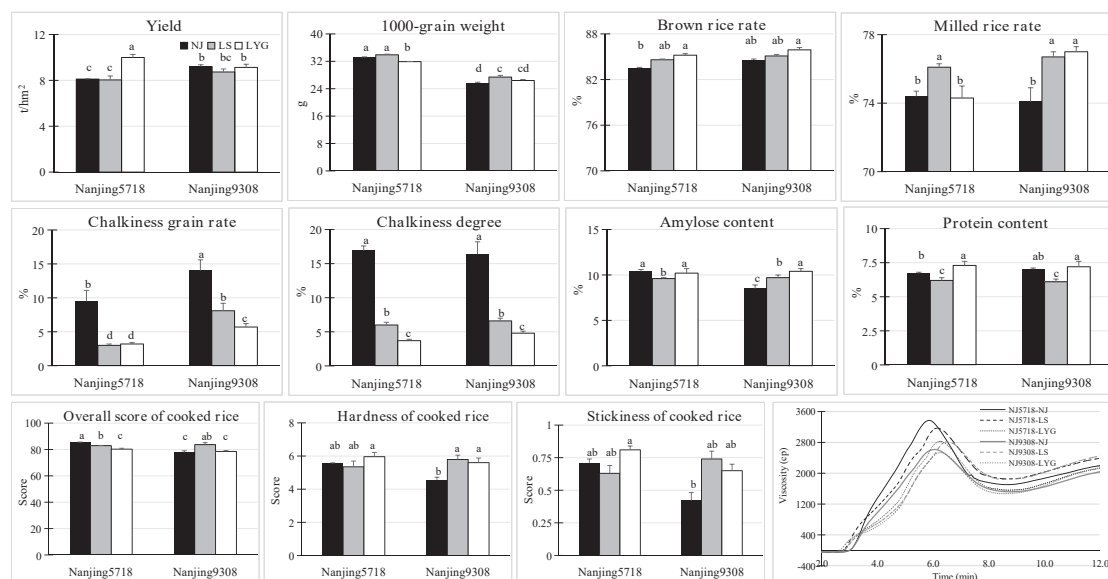 Yield
12
8
4
0
t/hm²
NJ LS LYG
c c a b bc b
Nanjing5718 Nanjing9308
1000-grain weight
40
32
24
16
8
0
g
a a b d c cd
Nanjing5718 Nanjing9308
Brown rice rate
88
82
76
70
%
b ab a ab ab a
Nanjing5718 Nanjing9308
Milled rice rate
78
74
70
%
b a b b a a
Nanjing5718 Nanjing9308
Chalkiness grain rate
20
15
10
5
0
%
b d d a b c
Nanjing5718 Nanjing9308
Chalkiness degree
20
15
10
5
0
%
a b c a b c
Nanjing5718 Nanjing9308
Amylose content
15
10
5
0
%
a b a c b a
Nanjing5718 Nanjing9308
Protein content
10
7.5
5
2.5
0
%
b c a ab c a
Nanjing5718 Nanjing9308
Overall score of cooked rice
100
80
60
40
20
0
Score
a b c c ab c
Nanjing5718 Nanjing9308
Hardness of cooked rice
8
6
4
2
0
Score
ab ab a b a a
Nanjing5718 Nanjing9308
Stickiness of cooked rice
1
0.75
0.5
0.25
0
Score
ab ab a b ab ab
Nanjing5718 Nanjing9308
3600
2800
2000
1200
400
-400
Viscosity (cp)
NJ5718-NJ
NJ5718-LS
NJ5718-LYG
NJ9308-NJ
NJ9308-LS
NJ9308-LYG
2.0 4.0 6.0 8.0 10.0 12.0
Time (min)